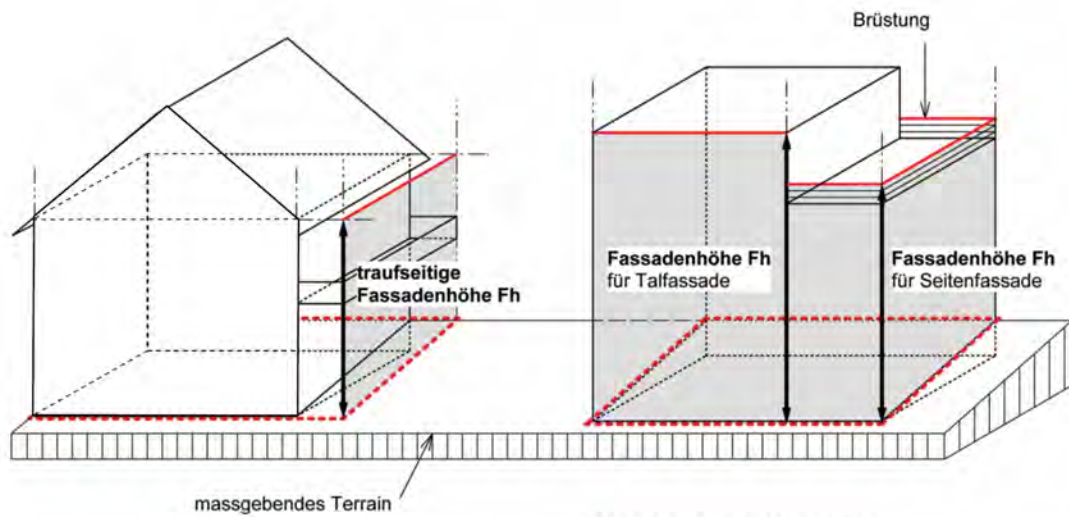 Brüstung
traufseitige
Fassadenhöhe Fh
Fassadenhöhe Fh
für Talfassade
Fassadenhöhe Fh
für Seitenfassade
massgebendes Terrain